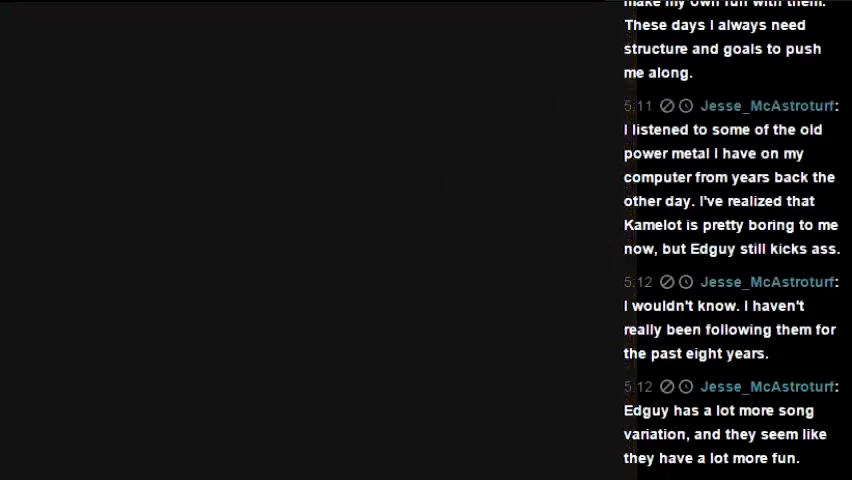 make my own fun with them.
These days I always need
structure and goals to push
me along.
5:11 Jesse_McAstroturf:
I listened to some of the old
power metal I have on my
computer from years back the
other day. I've realized that
Kamelot is pretty boring to me
now, but Edguy still kicks ass.
5:12 Jesse_McAstroturf:
I wouldn't know. I haven't
really been following them for
the past eight years.
5:12 Jesse_McAstroturf:
Edguy has a lot more song
variation, and they seem like
they have a lot more fun.